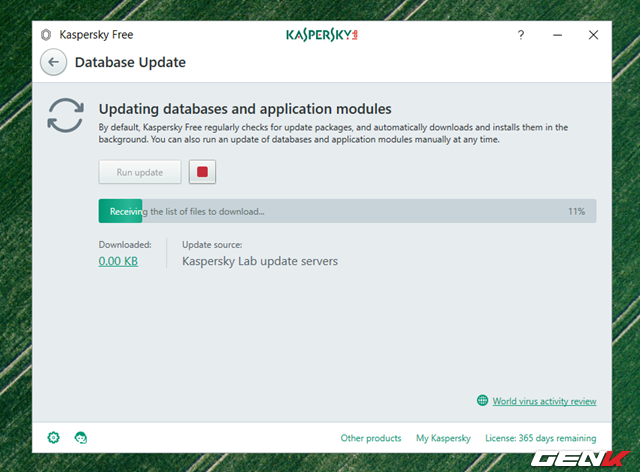 Kaspersky Free
KASPERSKY lab
?
Database Update
Updating databases and application modules
By default, Kaspersky Free regularly checks for update packages, and automatically downloads and installs them in the
background. You can also run an update of databases and application modules manually at any time.
Run update
Receiving the list of files to download... 11%
Downloaded: Update source:
0.00 KB Kaspersky Lab update servers
World virus activity review
Other products My Kaspersky License: 365 days remaining
GENK